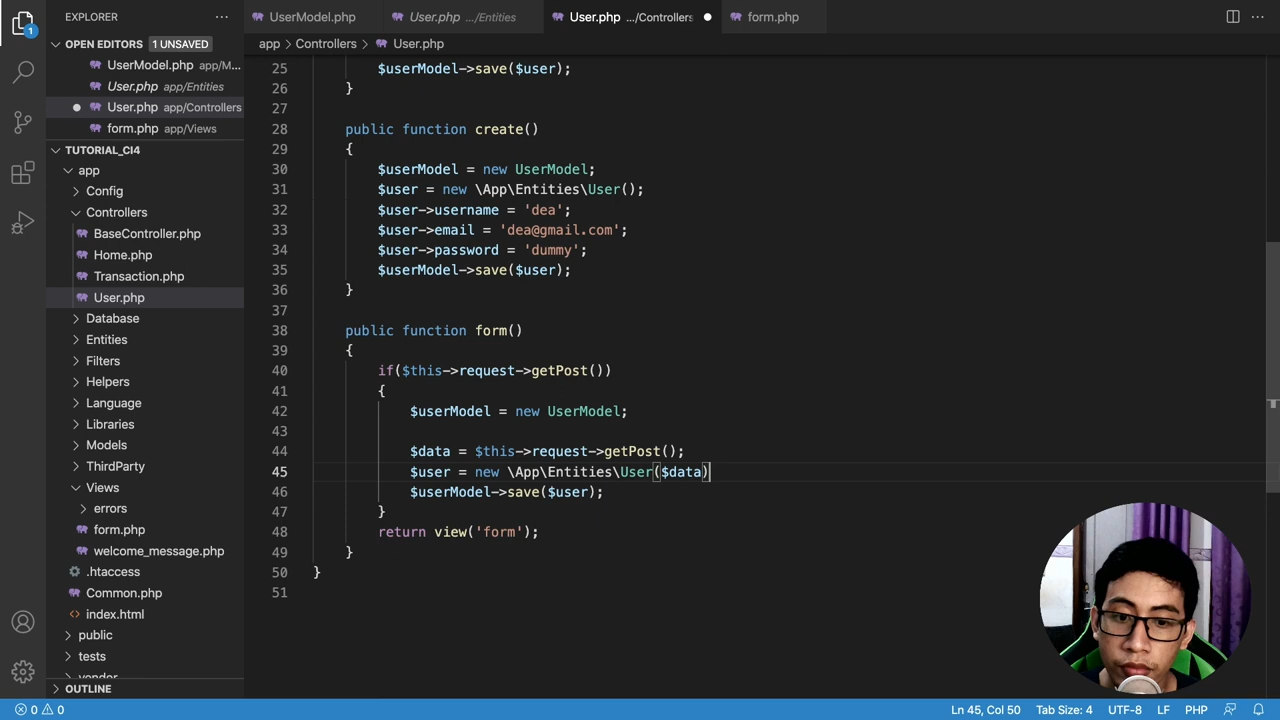 EXPLORER
OPEN EDITORS 1 UNSAVED
UserModel.php app/M...
User.php app/Entities
User.php app/Controllers
form.php app/Views
TUTORIAL_CI4
app
Config
Controllers
BaseController.php
Home.php
Transaction.php
User.php
Database
Entities
Filters
Helpers
Language
Libraries
Models
ThirdParty
Views
errors
form.php
welcome_message.php
.htaccess
Common.php
index.html
public
tests
vendor
OUTLINE
1
UserModel.php
User.php .../Entities
User.php .../Controllers
form.php
app > Controllers > User.php
25 $userModel->save($user);
26 }
27
28 public function create()
29 {
30 $userModel = new UserModel;
31 $user = new \App\Entities\User();
32 $user->username = 'dea';
33 $user->email = 'dea@gmail.com';
34 $user->password = 'dummy';
35 $userModel->save($user);
36 }
37
38 public function form()
39 {
40 if($this->request->getPost())
41 {
42 $userModel = new UserModel;
43
44 $data = $this->request->getPost();
45 $user = new \App\Entities\User($data)
46 $userModel->save($user);
47 }
48 return view('form');
49 }
50 }
51
0 0
Ln 45, Col 50 Tab Size: 4 UTF-8 LF PHP